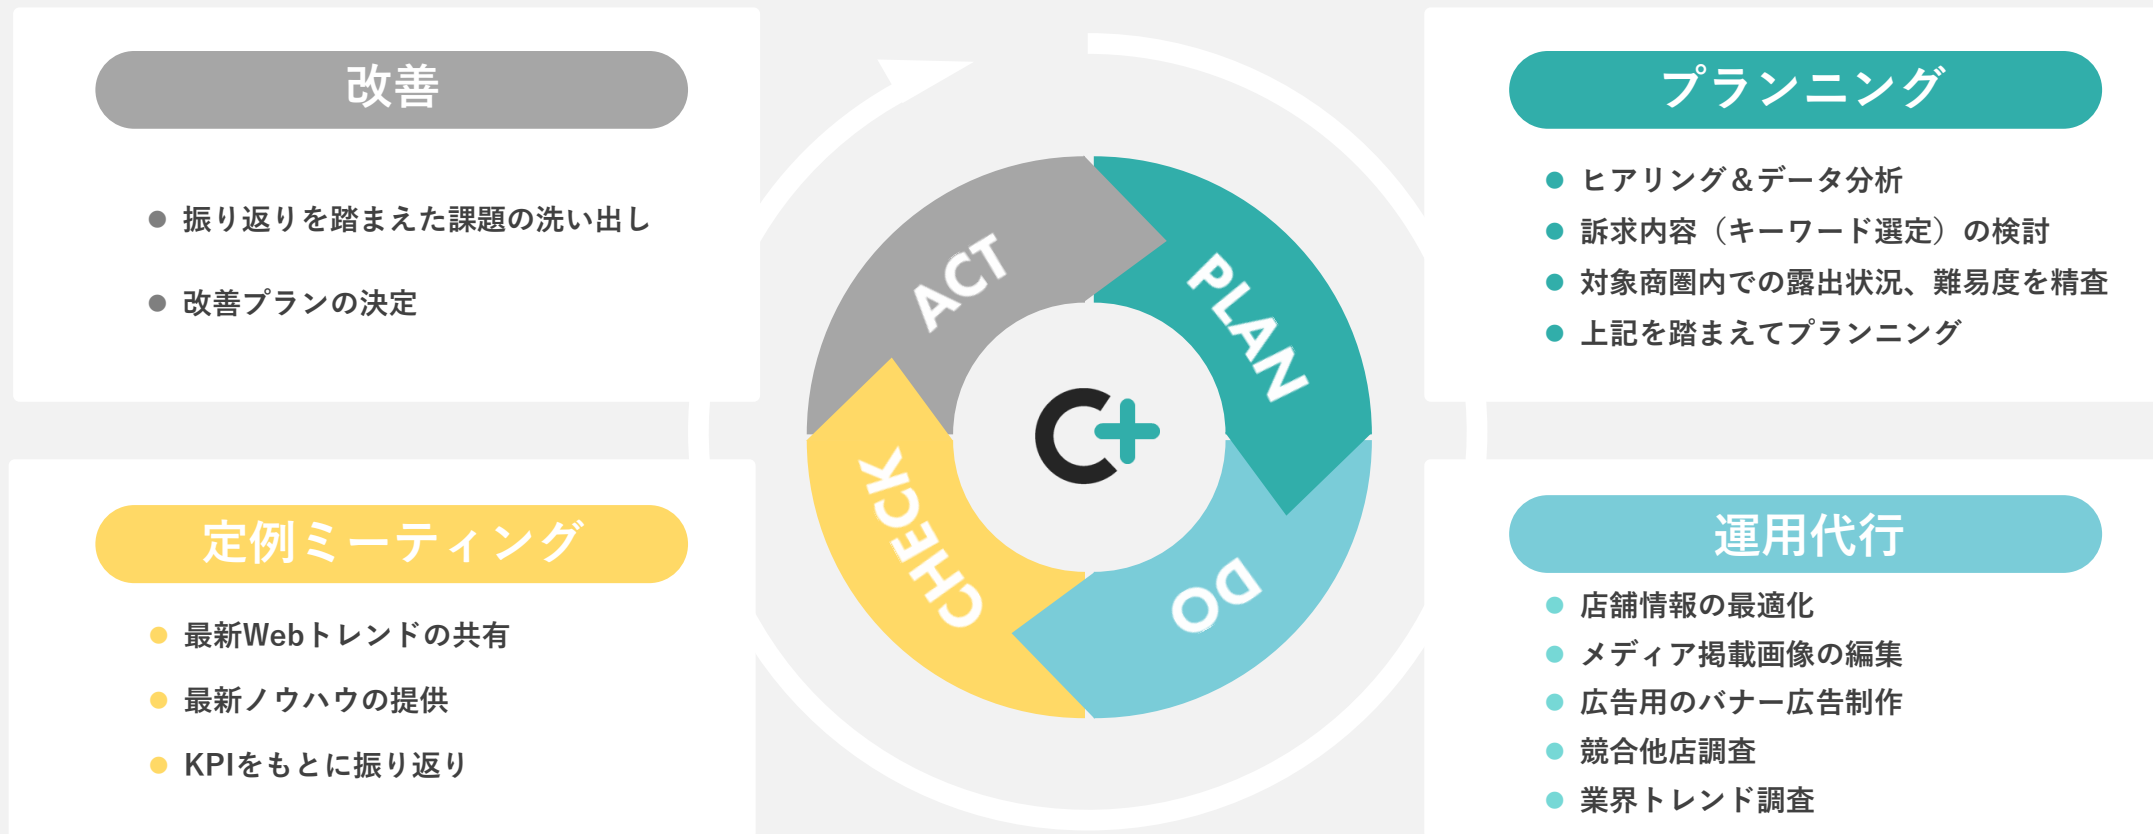 改善
振り返りを踏まえた課題の洗い出し
改善プランの決定
プランニング
ヒアリング＆データ分析
訴求内容（キーワード選定）の検討
対象商圏内での露出状況、難易度を精査
上記を踏まえてプランニング
ACT
PLAN
C+
CHECK
DO
定例ミーティング
最新Webトレンドの共有
最新ノウハウの提供
KPIをもとに振り返り
運用代行
店舗情報の最適化
メディア掲載画像の編集
広告用のバナー広告制作
競合他店調査
業界トレンド調査